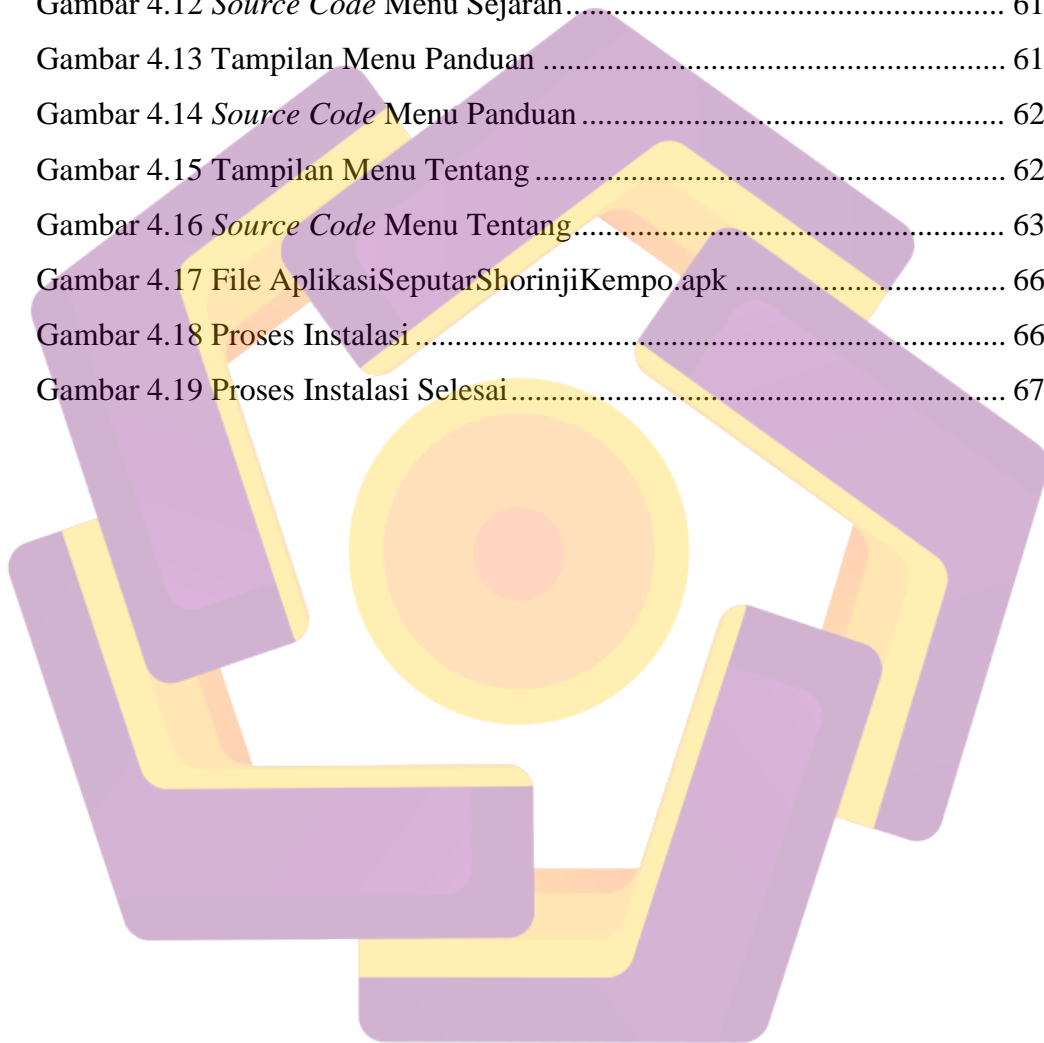 Gambar 4.12 Source Code Menu Sejarah........................................................ 61
Gambar 4.13 Tampilan Menu Panduan ........................................................... 61
Gambar 4.14 Source Code Menu Panduan ...................................................... 62
Gambar 4.15 Tampilan Menu Tentang ............................................................ 62
Gambar 4.16 Source Code Menu Tentang....................................................... 63
Gambar 4.17 File AplikasiSeputarShorinjiKempo.apk ................................... 66
Gambar 4.18 Proses Instalasi ........................................................................... 66
Gambar 4.19 Proses Instalasi Selesai............................................................... 67